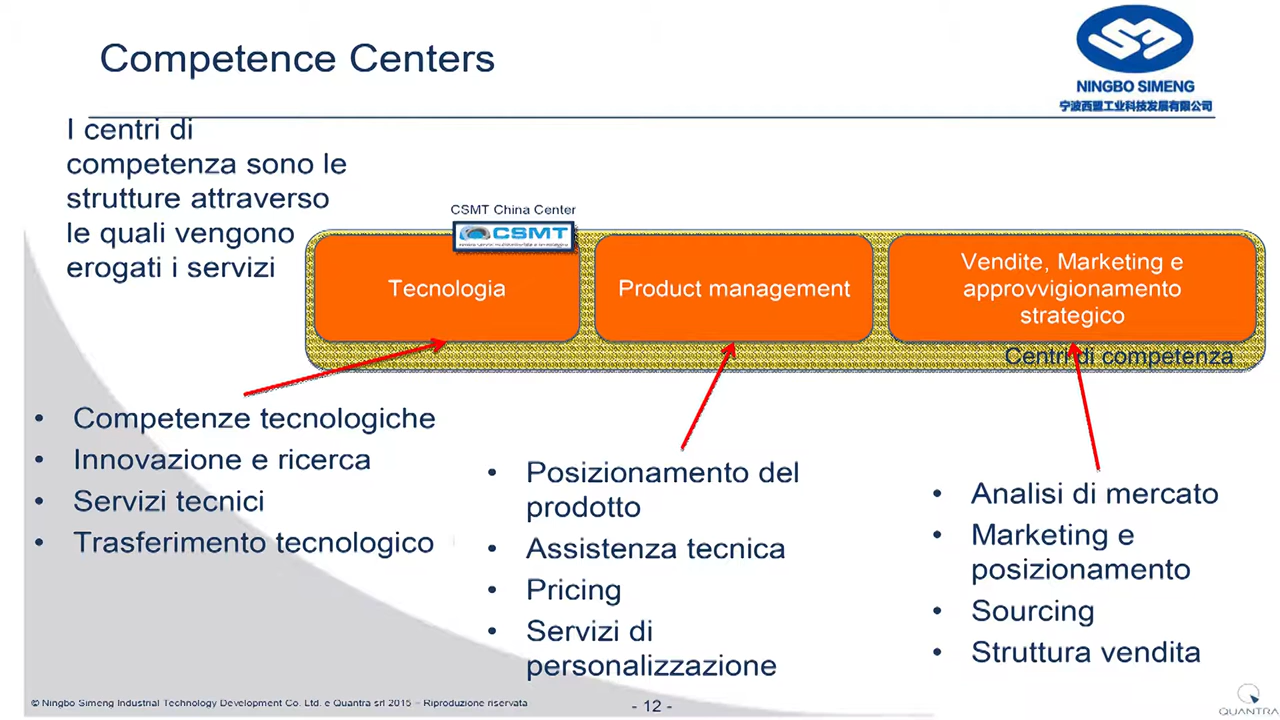 Competence Centers
NINGBO SIMENG
宁波西盟工业科技发展有限公司
I centri di
competenza sono le
strutture attraverso
le quali vengono
erogati i servizi
CSMT China Center
CSMT
Tecnologia
Product management
Vendite, Marketing e
approvvigionamento
strategico
Centri di competenza
• Competenze tecnologiche
• Innovazione e ricerca
• Servizi tecnici
• Trasferimento tecnologico
• Posizionamento del
prodotto
• Assistenza tecnica
• Pricing
• Servizi di
personalizzazione
• Analisi di mercato
• Marketing e
posizionamento
• Sourcing
• Struttura vendita
© Ningbo Simeng Industrial Technology Development Co. Ltd. e Quantra srl 2015 – Riproduzione riservata
- 12 -
QUANTRA